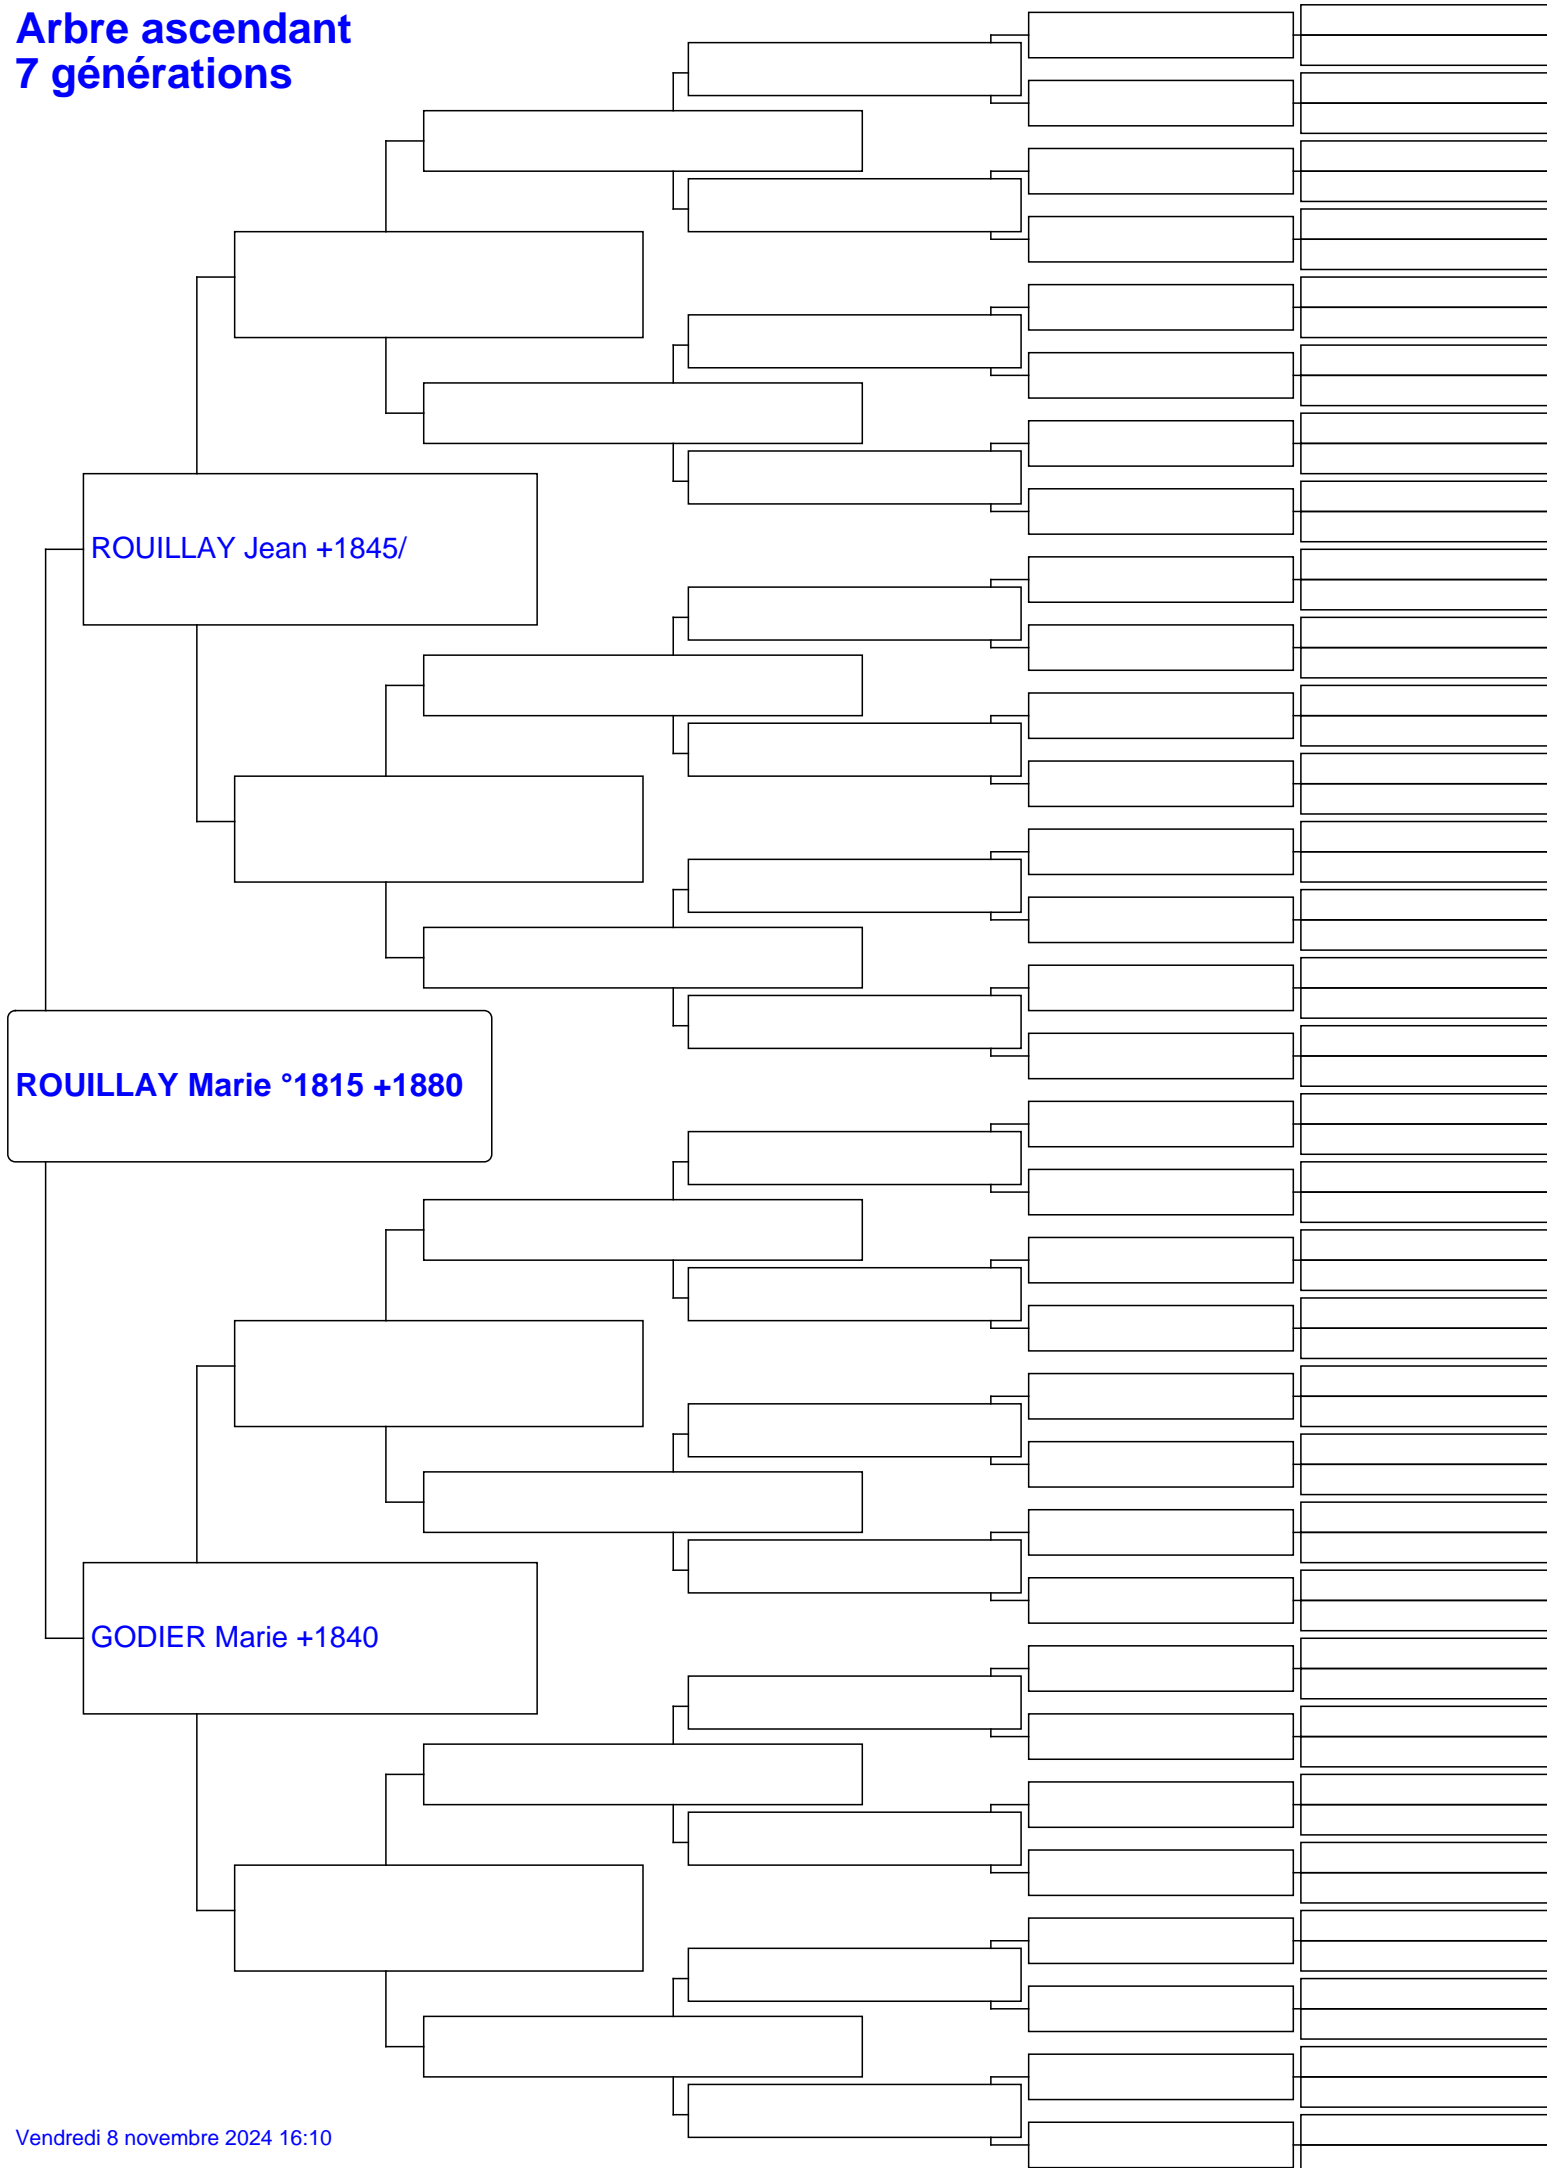 Arbre ascendant
7 générations
ROUILLAY Jean +1845/
ROUILLAY Marie °1815 +1880
GODIER Marie +1840
Vendredi 8 novembre 2024 16:10